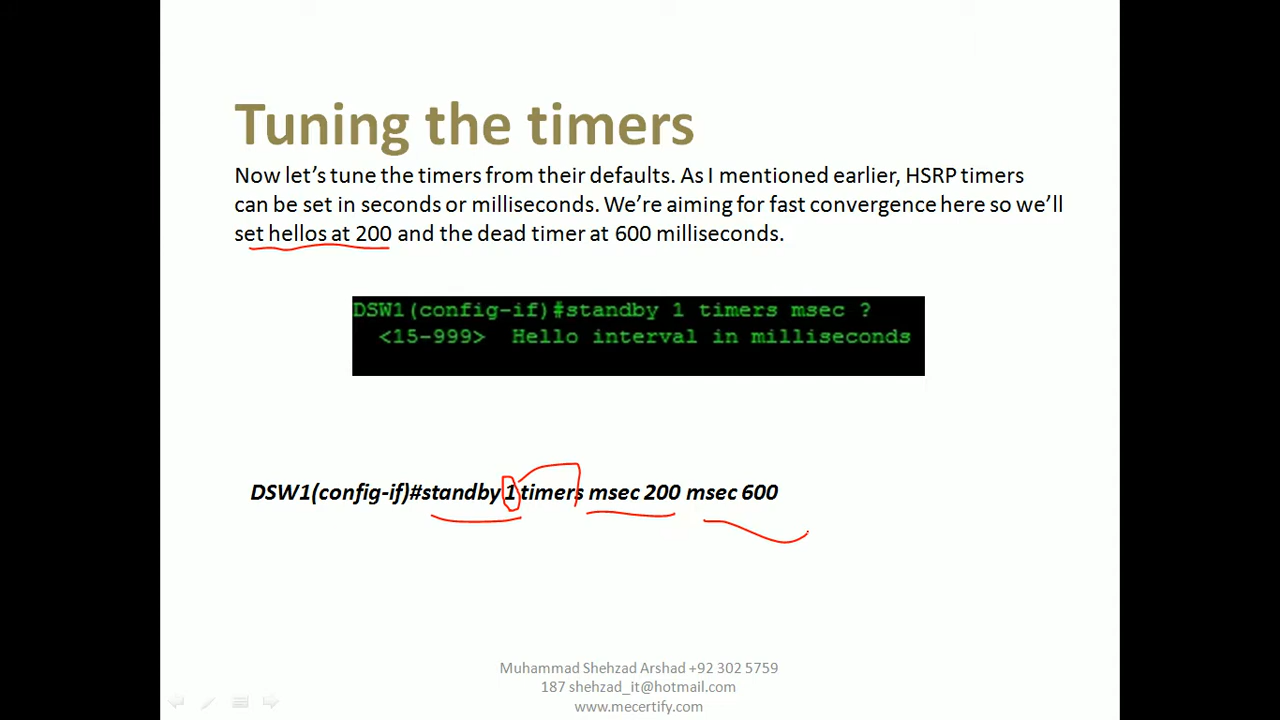 Tuning the timers
Now let’s tune the timers from their defaults. As I mentioned earlier, HSRP timers
can be set in seconds or milliseconds. We’re aiming for fast convergence here so we’ll
set hellos at 200 and the dead timer at 600 milliseconds.
DSW1(config-if)#standby 1 timers msec ?
<15-999> Hello interval in milliseconds
DSW1(config-if)#standby 1 timers msec 200 msec 600
Muhammad Shehzad Arshad +92 302 5759
187 shehzad_it@hotmail.com
www.mecertify.com